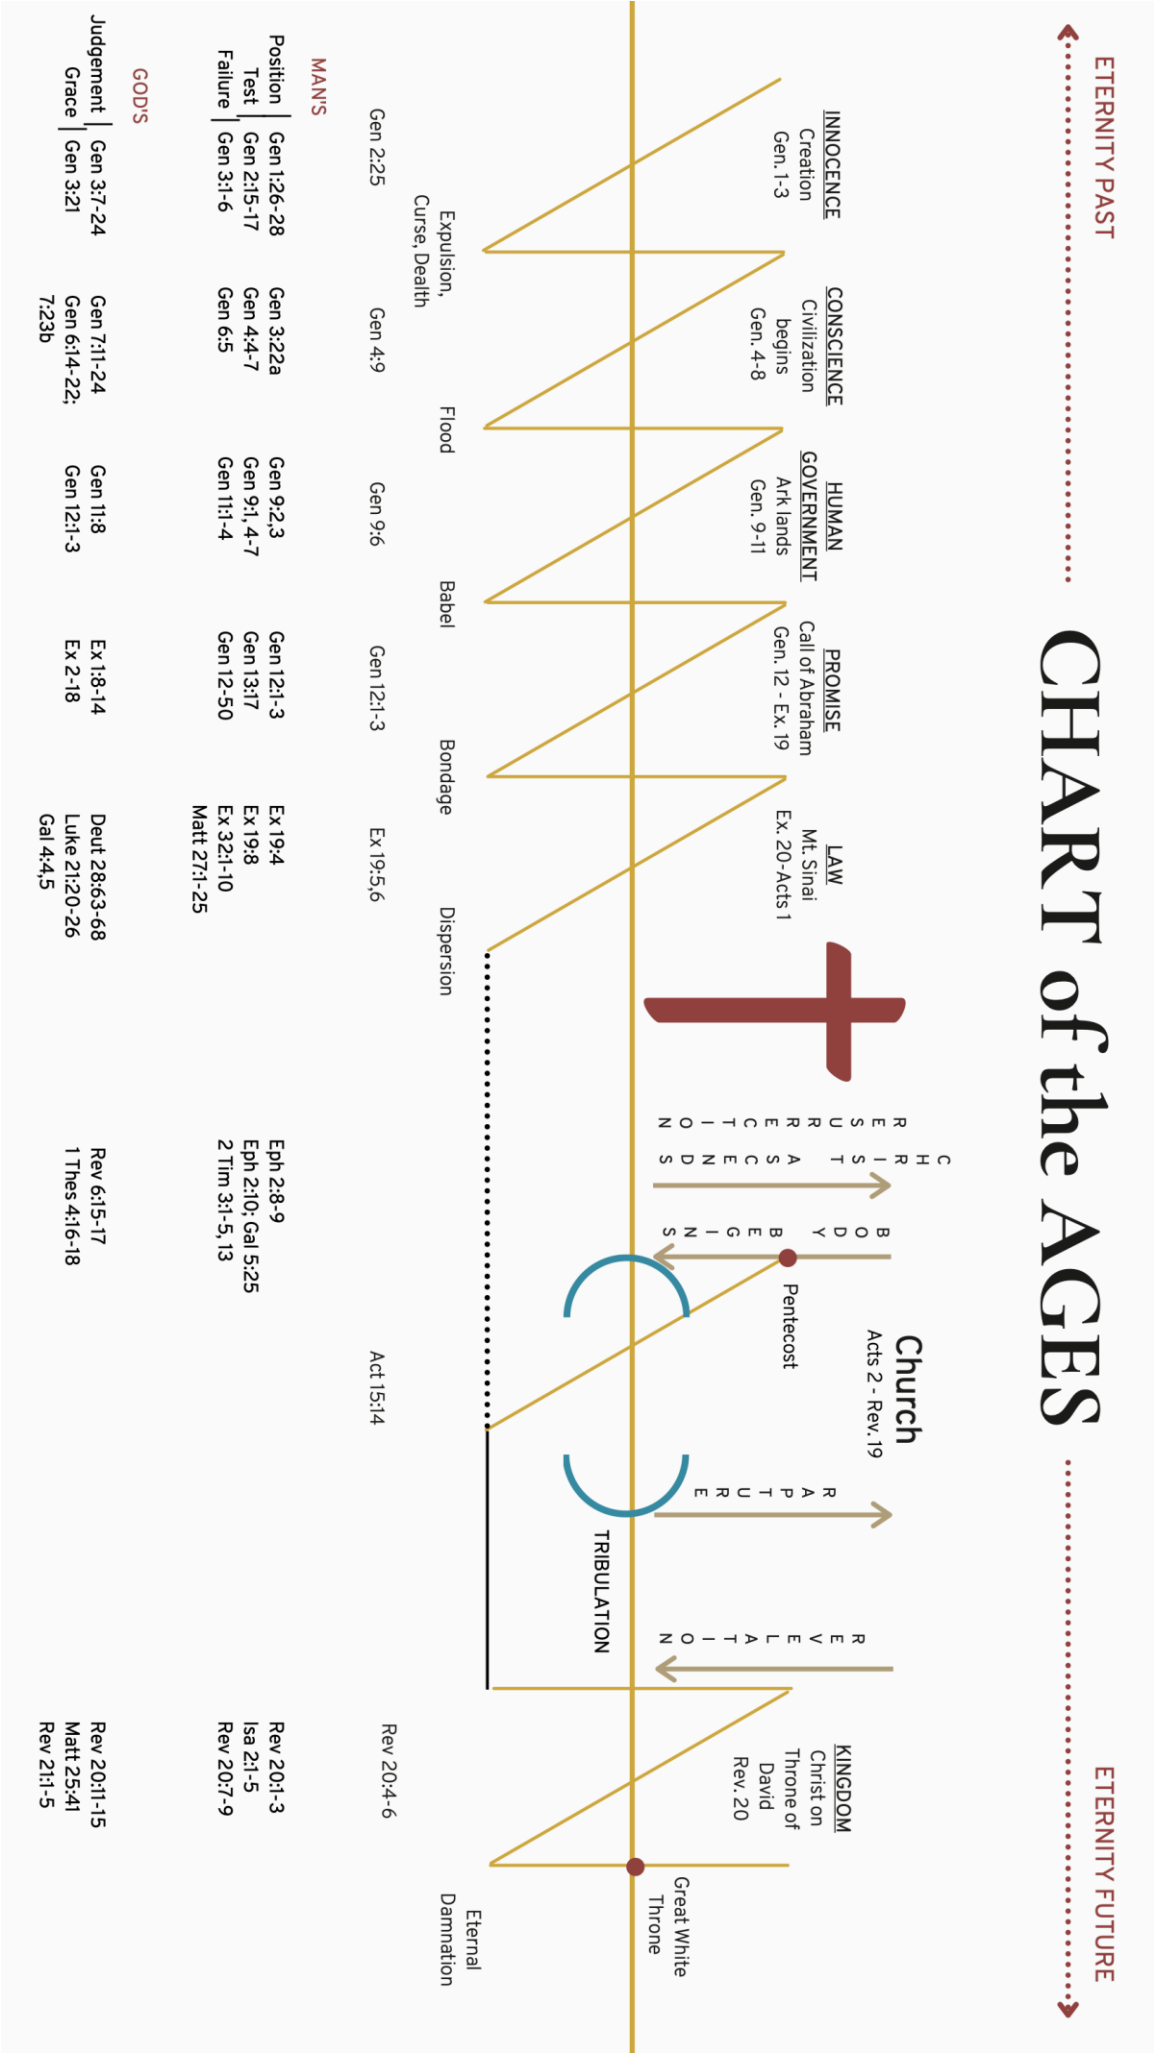 CHART of the AGES
ETERNITY PAST
ETERNITY FUTURE
INNOCENCE
Creation
Gen. 1-3
CONSCIENCE
Civilization
begins
Gen. 4-8
HUMAN
GOVERNMENT
Ark lands
Gen. 9-11
PROMISE
Call of Abraham
Gen. 12 - Ex. 19
LAW
Mt. Sinai
Ex. 20-Acts 1
RESURRECTION
CHRIST ASCENDS
BODY BEGINS
Pentecost
Church
Acts 2 - Rev. 19
RAPTURE
TRIBULATION
REVELATION
KINGDOM
Christ on
Throne of
David
Rev. 20
Great White
Throne
Expulsion,
Curse, Dealth
Flood
Babel
Bondage
Dispersion
Eternal
Damnation
Gen 2:25
Gen 4:9
Gen 9:6
Gen 12:1-3
Ex 19:5,6
Act 15:14
Rev 20:4-6
MAN'S
Position
Test
Failure
Gen 1:26-28
Gen 2:15-17
Gen 3:1-6
Gen 3:22a
Gen 4:4-7
Gen 6:5
Gen 9:2,3
Gen 9:1, 4-7
Gen 11:1-4
Gen 12:1-3
Gen 13:17
Gen 12-50
Ex 19:4
Ex 19:8
Ex 32:1-10
Matt 27:1-25
Eph 2:8-9
Eph 2:10; Gal 5:25
2 Tim 3:1-5, 13
Rev 20:1-3
Isa 2:1-5
Rev 20:7-9
GOD'S
Judgement
Grace
Gen 3:7-24
Gen 3:21
Gen 7:11-24
Gen 6:14-22;
7:23b
Gen 11:8
Gen 12:1-3
Ex 1:8-14
Ex 2-18
Deut 28:63-68
Luke 21:20-26
Gal 4:4,5
Rev 6:15-17
1 Thes 4:16-18
Rev 20:11-15
Matt 25:41
Rev 21:1-5